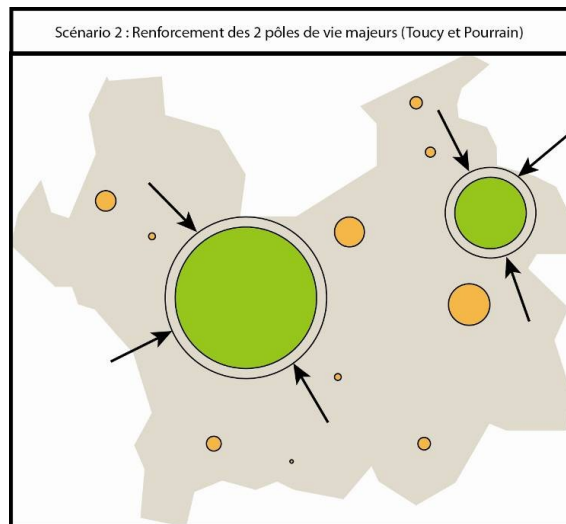 Scénario 2 : Renforcement des 2 pôles de vie majeurs (Toucy et Pourrain)